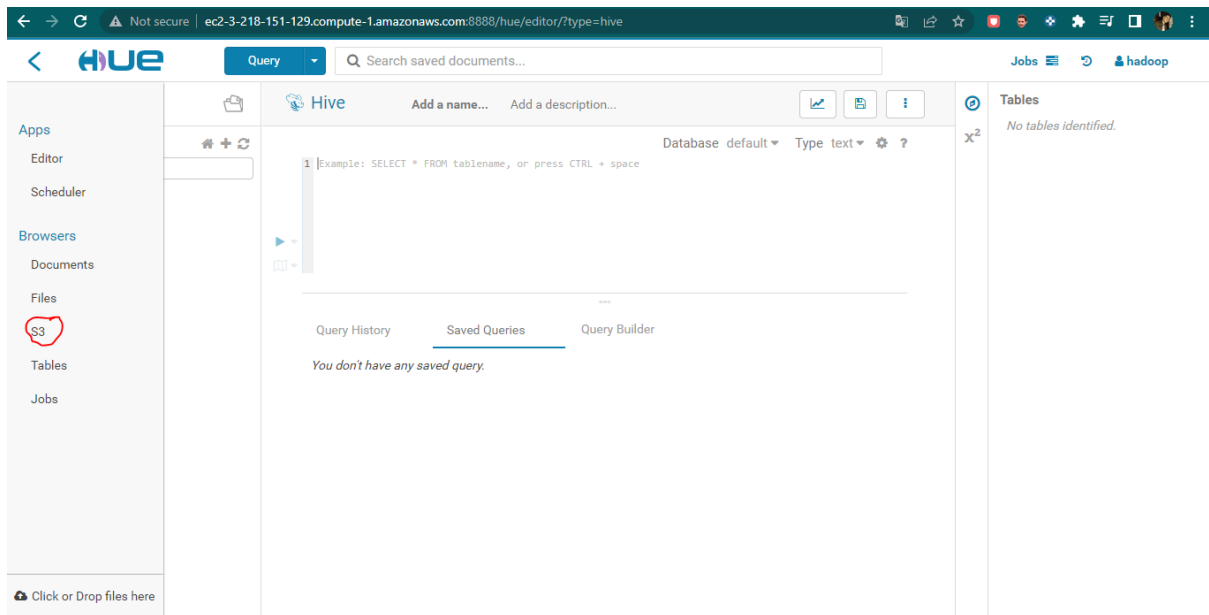 Not secure | ec2-3-218-151-129.compute-1.amazonaws.com:8888/hue/editor/?type=hive
HUE
Query
Search saved documents...
Jobs
hadoop
Apps
Editor
Scheduler
Browsers
Documents
Files
S3
Tables
Jobs
Click or Drop files here
Hive
Add a name...
Add a description...
Database default
Type text
?
1 Example: SELECT * FROM tablename, or press CTRL + space
Query History
Saved Queries
Query Builder
You don't have any saved query.
x²
Tables
No tables identified.